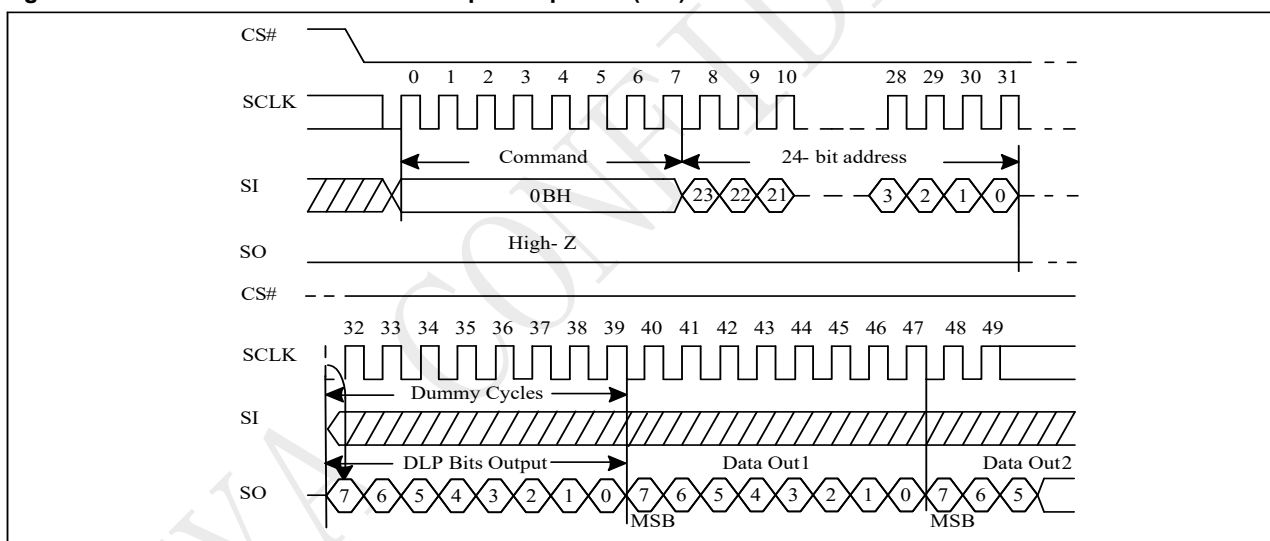 CS#
0 1 2 3 4 5 6 7 8 9 10 28 29 30 31
SCLK
Command 24- bit address
SI 0BH 23 22 21 3 2 1 0
High- Z
SO
CS#
32 33 34 35 36 37 38 39 40 41 42 43 44 45 46 47 48 49
SCLK
Dummy Cycles
SI
DLP Bits Output Data Out1 Data Out2
SO 7 6 5 4 3 2 1 0 7 6 5 4 3 2 1 0 7 6 5
MSB MSB